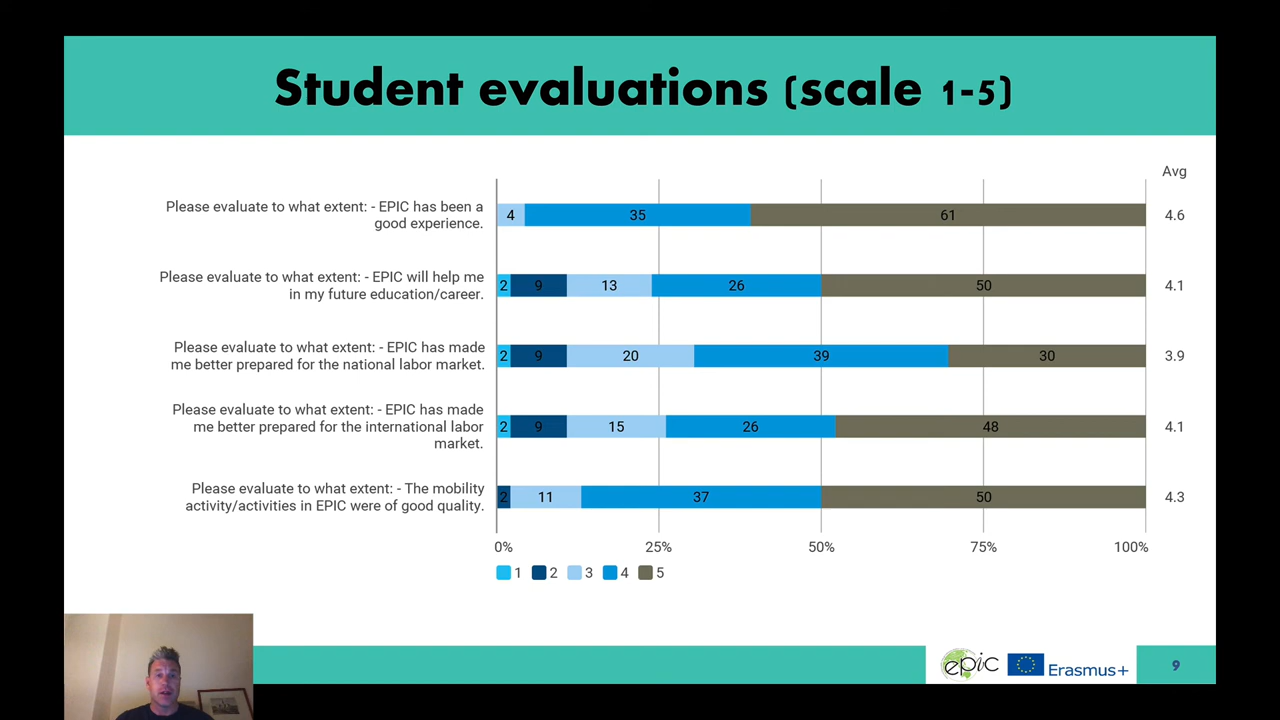 Student evaluations (scale 1-5)
Avg
Please evaluate to what extent: - EPIC has been a
good experience.
4 35 61 4.6
Please evaluate to what extent: - EPIC will help me
in my future education/career.
2 9 13 26 50 4.1
Please evaluate to what extent: - EPIC has made
me better prepared for the national labor market.
2 9 20 39 30 3.9
Please evaluate to what extent: - EPIC has made
me better prepared for the international labor
market.
2 9 15 26 48 4.1
Please evaluate to what extent: - The mobility
activity/activities in EPIC were of good quality.
2 11 37 50 4.3
0% 25% 50% 75% 100%
1 2 3 4 5
epic Erasmus+ 9